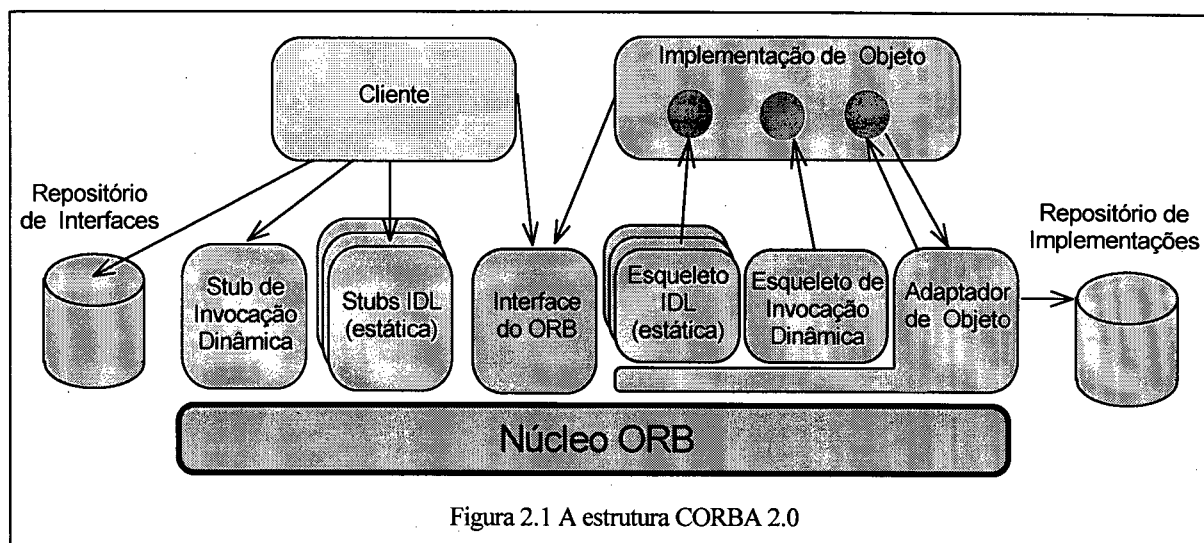 Cliente
Implementação de Objeto
Repositório
de Interfaces
Stub de
Invocação
Dinâmica
Stubs IDL
(estática)
Interface
do ORB
Esqueleto
IDL
(estática)
Esqueleto de
Invocação
Dinâmica
Adaptador
de Objeto
Repositório de
Implementações
Núcleo ORB
Figura 2.1 A estrutura CORBA 2.0